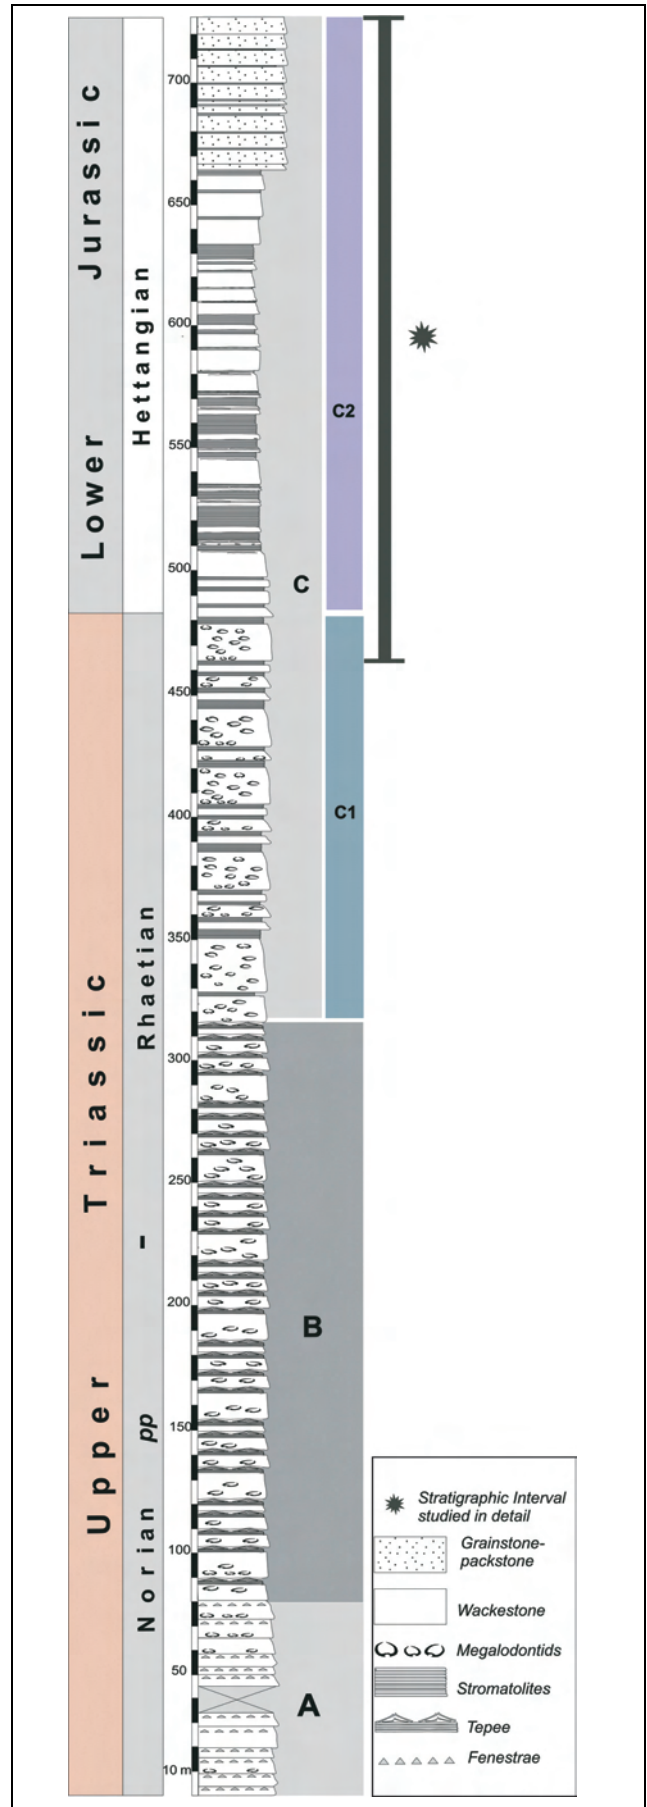 Lower Jurassic
Upper Triassic
Hettangian
Norian pp – Rhaetian
700
650
600
550
500
450
400
350
300
250
200
150
100
50
10 m
C
B
A
C2
C1
Stratigraphic Interval
studied in detail
Grainstone-
packstone
Wackestone
Megalodontids
Stromatolites
Tepee
Fenestrae